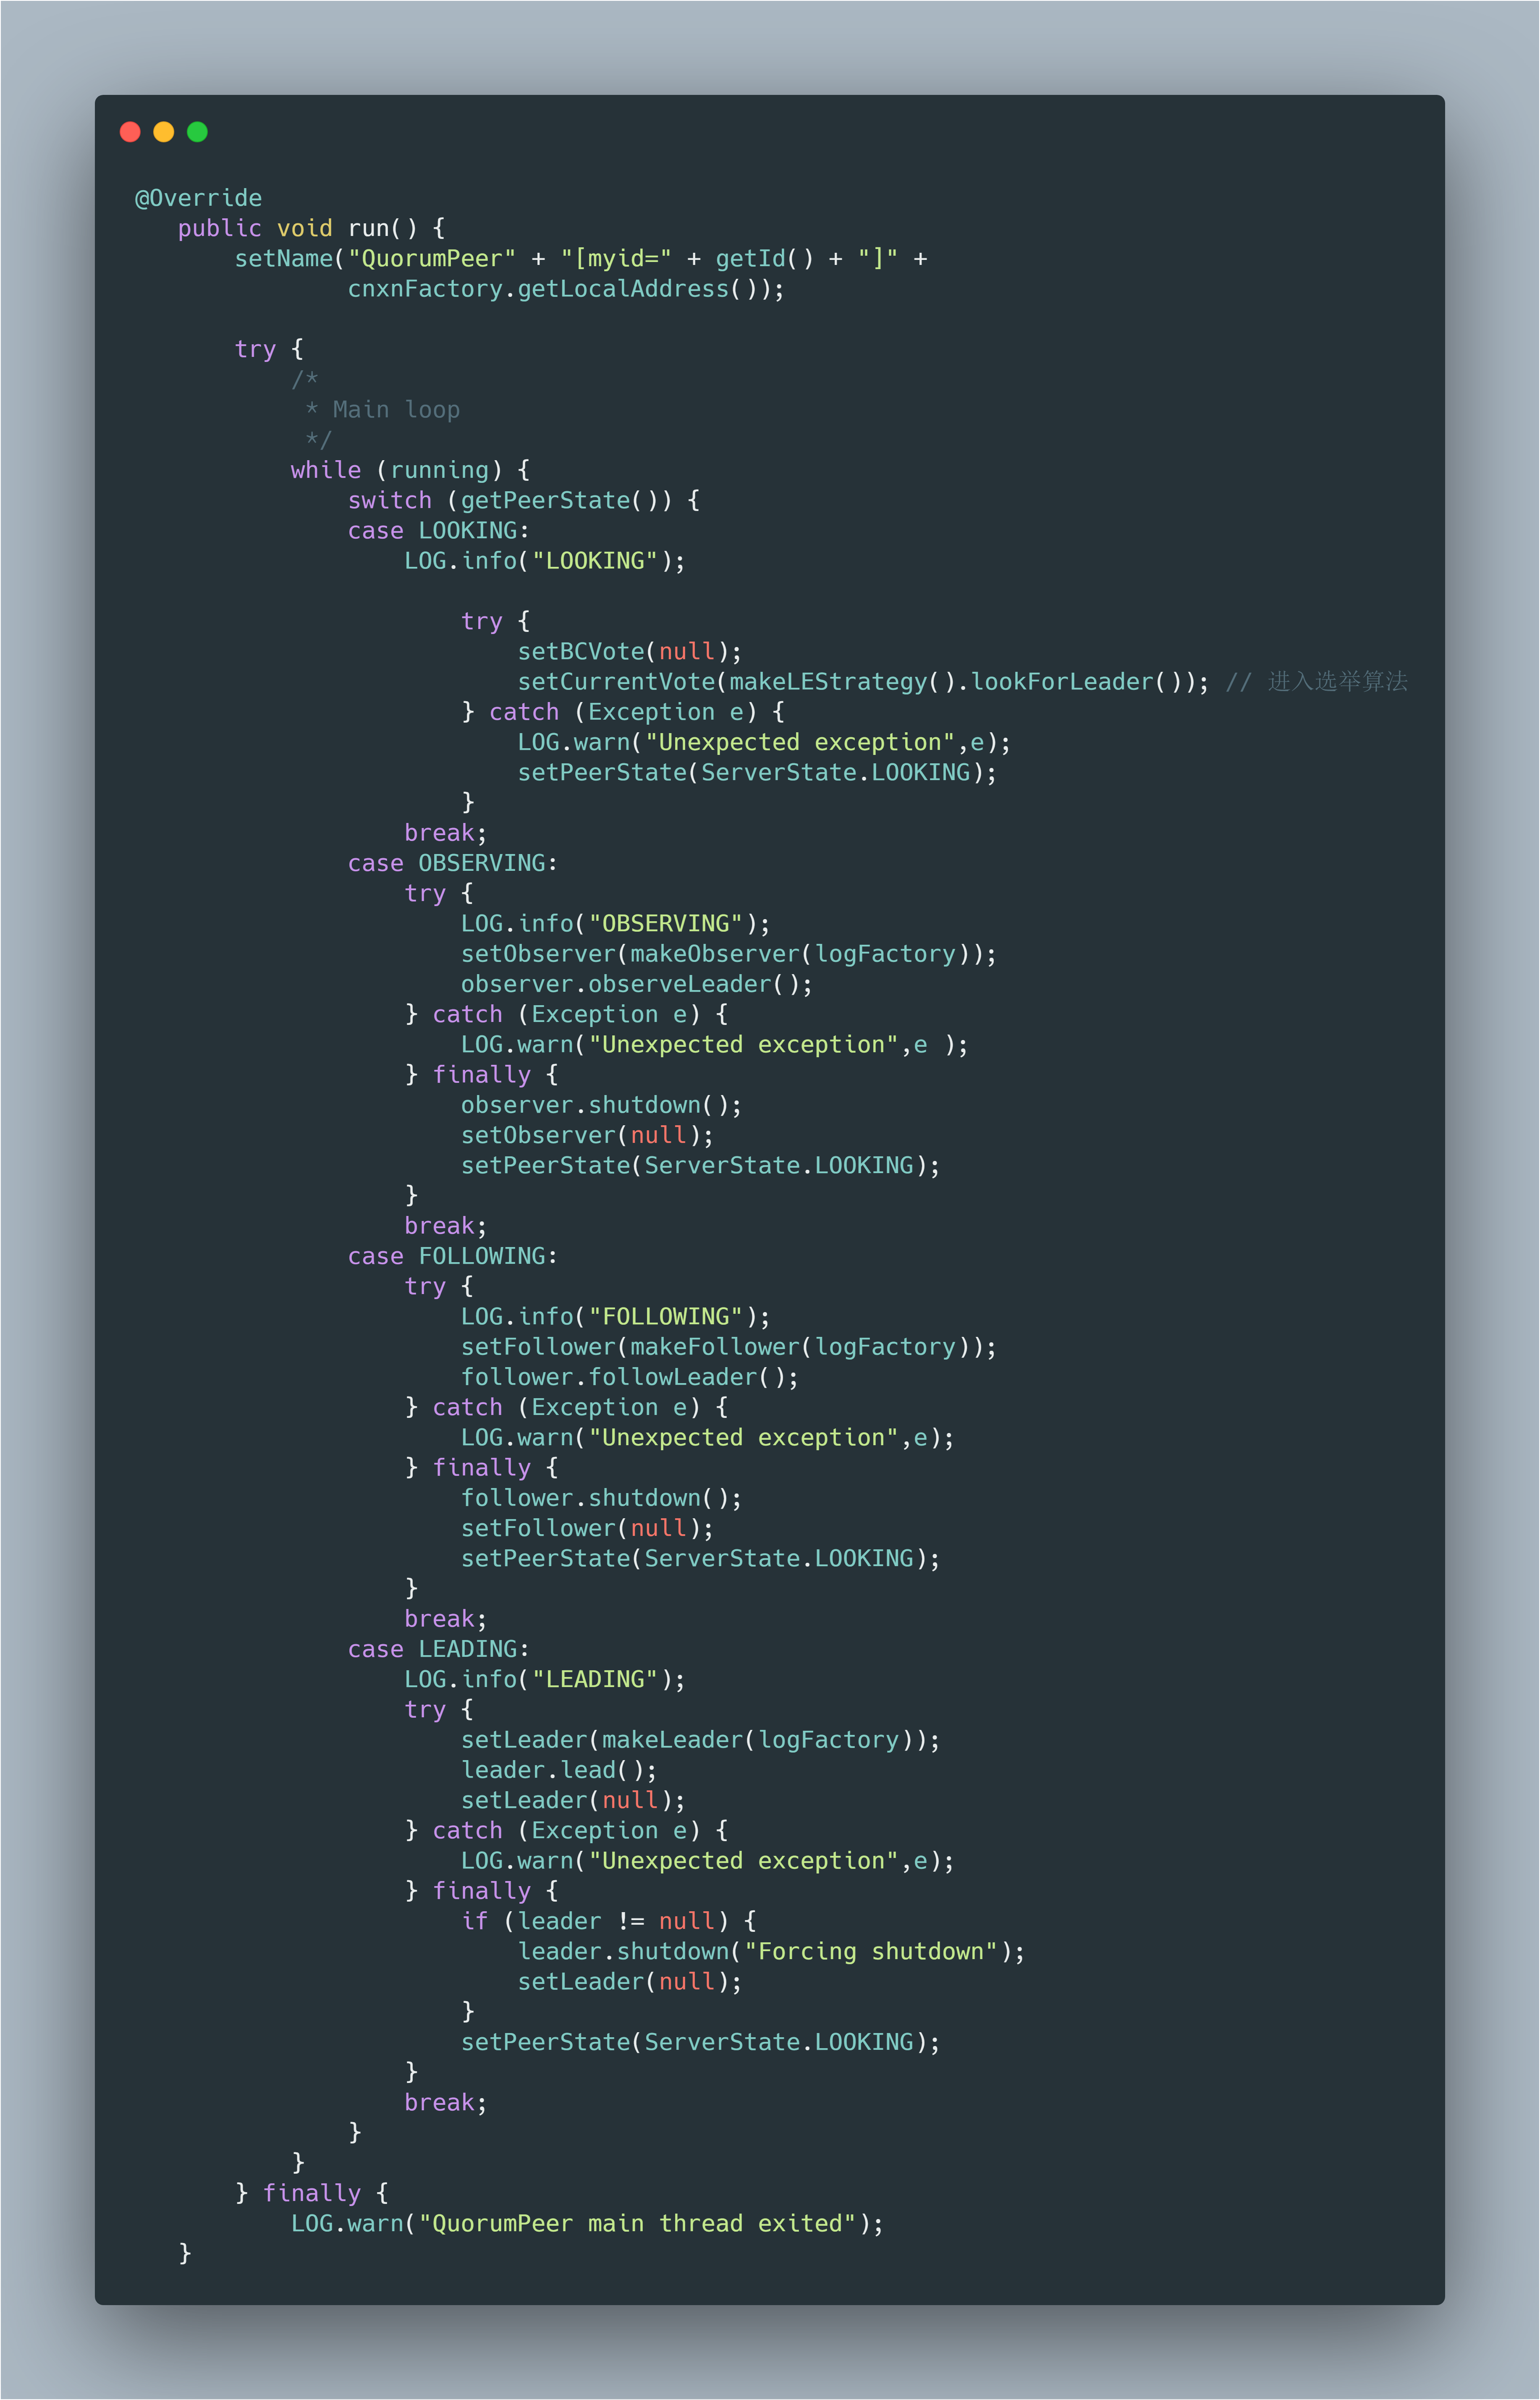 @Override
   public void run() {
       setName("QuorumPeer" + "[myid=" + getId() + "]" +
               cnxnFactory.getLocalAddress());

       try {
           /*
            * Main loop
            */
           while (running) {
               switch (getPeerState()) {
               case LOOKING:
                   LOG.info("LOOKING");

                       try {
                           setBCVote(null);
                           setCurrentVote(makeLEStrategy().lookForLeader()); // 进入选举算法
                       } catch (Exception e) {
                           LOG.warn("Unexpected exception",e);
                           setPeerState(ServerState.LOOKING);
                       }
                   break;
               case OBSERVING:
                   try {
                       LOG.info("OBSERVING");
                       setObserver(makeObserver(logFactory));
                       observer.observeLeader();
                   } catch (Exception e) {
                       LOG.warn("Unexpected exception",e );
                   } finally {
                       observer.shutdown();
                       setObserver(null);
                       setPeerState(ServerState.LOOKING);
                   }
                   break;
               case FOLLOWING:
                   try {
                       LOG.info("FOLLOWING");
                       setFollower(makeFollower(logFactory));
                       follower.followLeader();
                   } catch (Exception e) {
                       LOG.warn("Unexpected exception",e);
                   } finally {
                       follower.shutdown();
                       setFollower(null);
                       setPeerState(ServerState.LOOKING);
                   }
                   break;
               case LEADING:
                   LOG.info("LEADING");
                   try {
                       setLeader(makeLeader(logFactory));
                       leader.lead();
                       setLeader(null);
                   } catch (Exception e) {
                       LOG.warn("Unexpected exception",e);
                   } finally {
                       if (leader != null) {
                           leader.shutdown("Forcing shutdown");
                           setLeader(null);
                       }
                       setPeerState(ServerState.LOOKING);
                   }
                   break;
               }
           }
       } finally {
           LOG.warn("QuorumPeer main thread exited");
   }